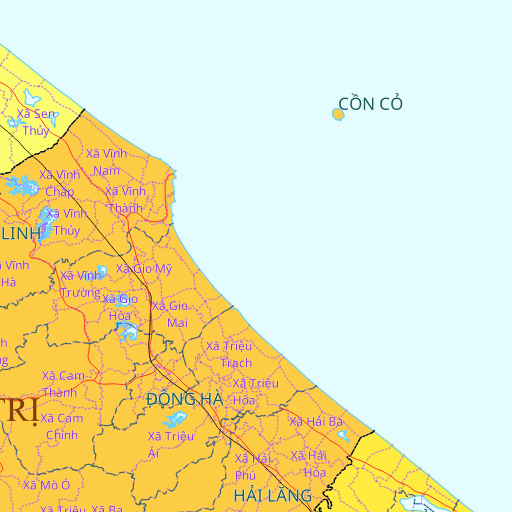 CỒN CỎ
Xã Sen
Thủy
Xã Vĩnh
Nam
Xã Vĩnh
Chấp
Xã Vĩnh
Thành
Xã Vĩnh
Thủy
LINH
Xã Vĩnh
Hà
Xã Gio Mỹ
Xã Vĩnh
Trường
Xã Gio
Hòa
Xã Gio
Mai
Xã Triệu
Trạch
Xã Cam
Thành
Xã Triệu
Hòa
ĐÔNG HÀ
TRỊ
Xã Cam
Chính
Xã Hải Ba
Xã Triệu
Ái
Xã Hải
Phú
Xã Hải
Hòa
Xã Mò Ó
HẢI LĂNG
Xã Triệu
Xã Ba